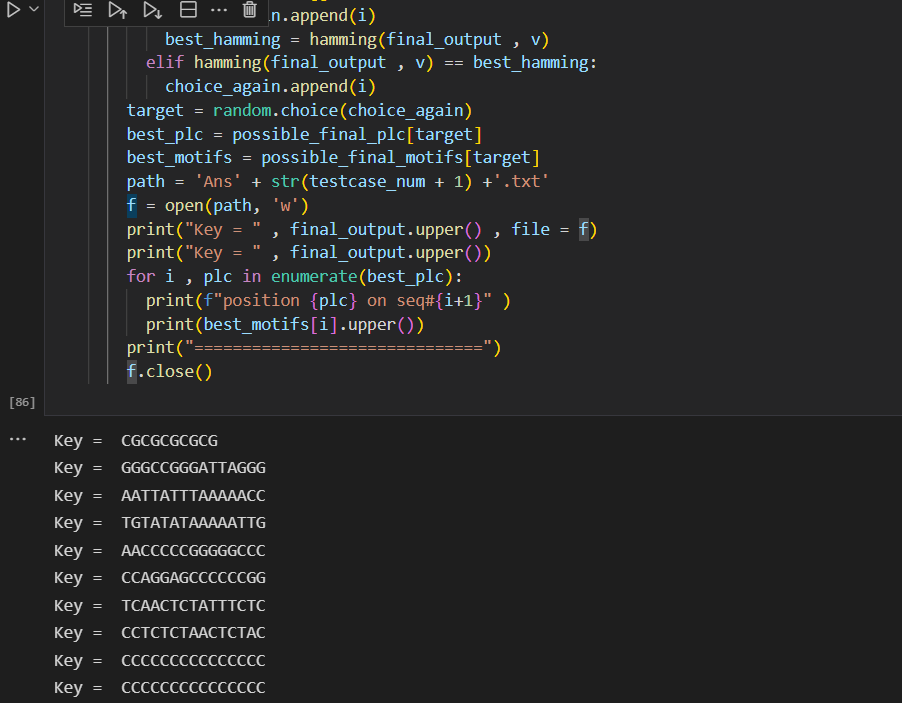 n.append(i)
best_hamming = hamming(final_output , v)
elif hamming(final_output , v) == best_hamming:
choice_again.append(i)
target = random.choice(choice_again)
best_plc = possible_final_plc[target]
best_motifs = possible_final_motifs[target]
path = 'Ans' + str(testcase_num + 1) +'.txt'
f = open(path, 'w')
print("Key = " , final_output.upper() , file = f)
print("Key = " , final_output.upper())
for i , plc in enumerate(best_plc):
print(f"position {plc} on seq#{i+1}" )
print(best_motifs[i].upper())
print("==============================")
f.close()
[86]
Key = CGCGCGCGCG
Key = GGGCCGGGATTAGGG
Key = AATTATTTAAAAACC
Key = TGTATATAAAAATTG
Key = AACCCCCGGGGGCCC
Key = CCAGGAGCCCCCCGG
Key = TCAACTCTATTTCTC
Key = CCTCTCTAACTCTAC
Key = CCCCCCCCCCCCCCC
Key = CCCCCCCCCCCCCCC